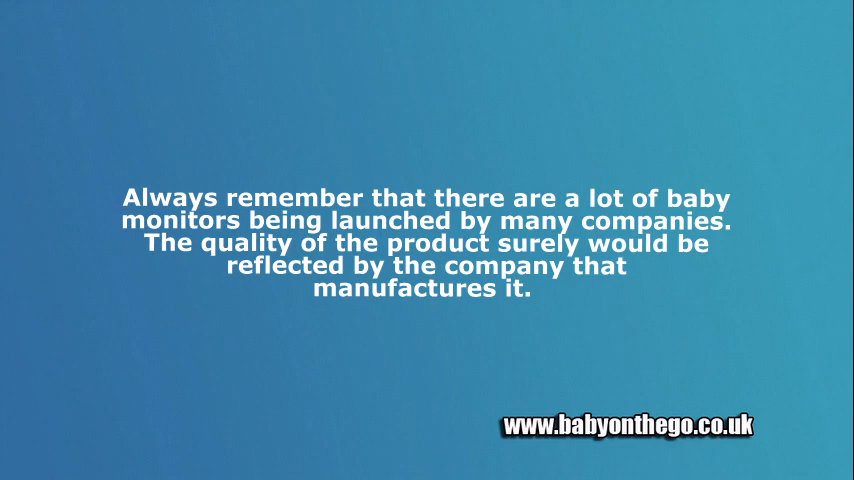 Always remember that there are a lot of baby
monitors being launched by many companies.
The quality of the product surely would be
reflected by the company that
manufactures it.
www.babyonthego.co.uk